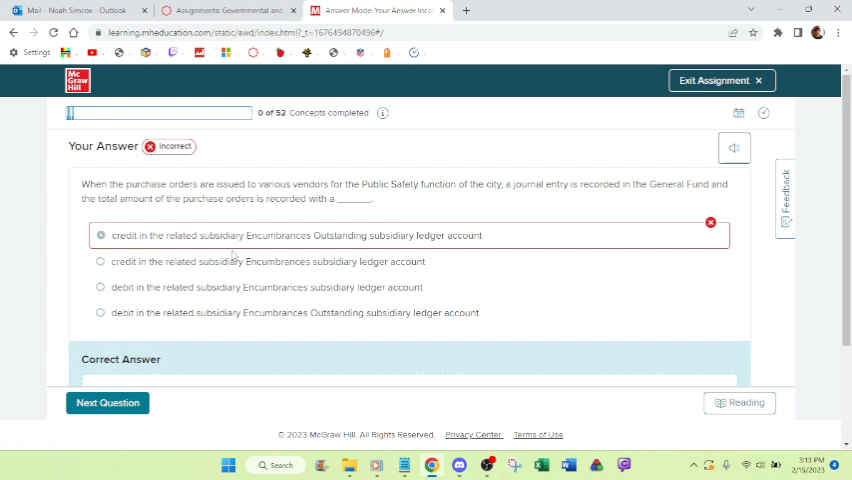 Mail - Noah Simcox - Outlook
Assignments: Governmental and
Answer Mode: Your Answer Inco
learning.mheducation.com/static/awd/index.html?_t=1676494870496#/
Settings
Mc
Graw
Hill
Exit Assignment ×
0 of 52 Concepts completed
Your Answer
Incorrect
When the purchase orders are issued to various vendors for the Public Safety function of the city, a journal entry is recorded in the General Fund and
the total amount of the purchase orders is recorded with a ______.
credit in the related subsidiary Encumbrances Outstanding subsidiary ledger account
credit in the related subsidiary Encumbrances subsidiary ledger account
debit in the related subsidiary Encumbrances subsidiary ledger account
debit in the related subsidiary Encumbrances Outstanding subsidiary ledger account
Feedback
Correct Answer
Next Question
Reading
© 2023 McGraw Hill. All Rights Reserved.
Privacy Center
Terms of Use
Search
3:13 PM
2/15/2023
4